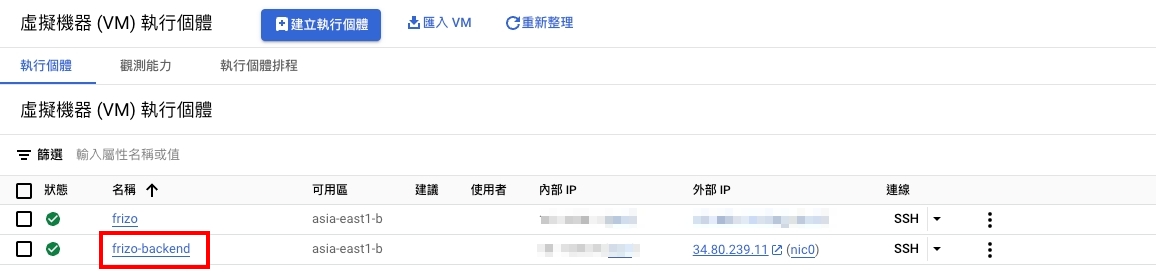 虛擬機器 (VM) 執行個體 建立執行個體 匯入 VM 重新整理
執行個體 觀測能力 執行個體排程
虛擬機器 (VM) 執行個體
篩選 輸入屬性名稱或值
狀態 名稱 可用區 建議 使用者 內部 IP 外部 IP 連線
frizo asia-east1-b SSH
frizo-backend asia-east1-b 34.80.239.11 (nic0) SSH